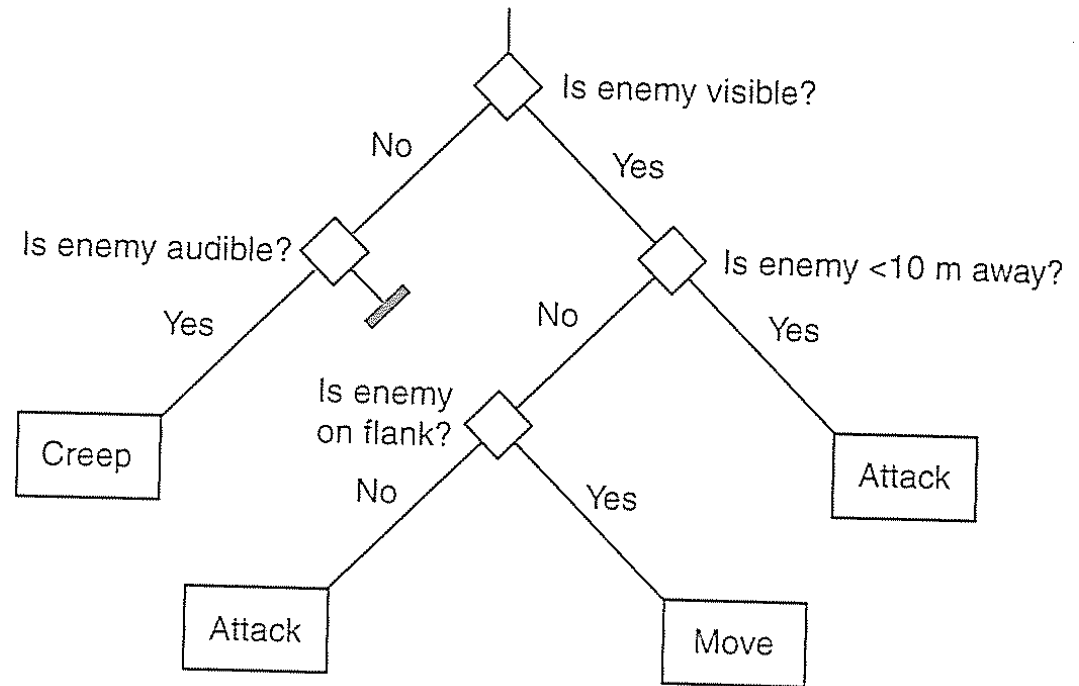 Is enemy visible?
No
Yes
Is enemy audible?
Is enemy <10 m away?
Yes
No
Yes
Is enemy
on flank?
Creep
No
Yes
Attack
Attack
Move